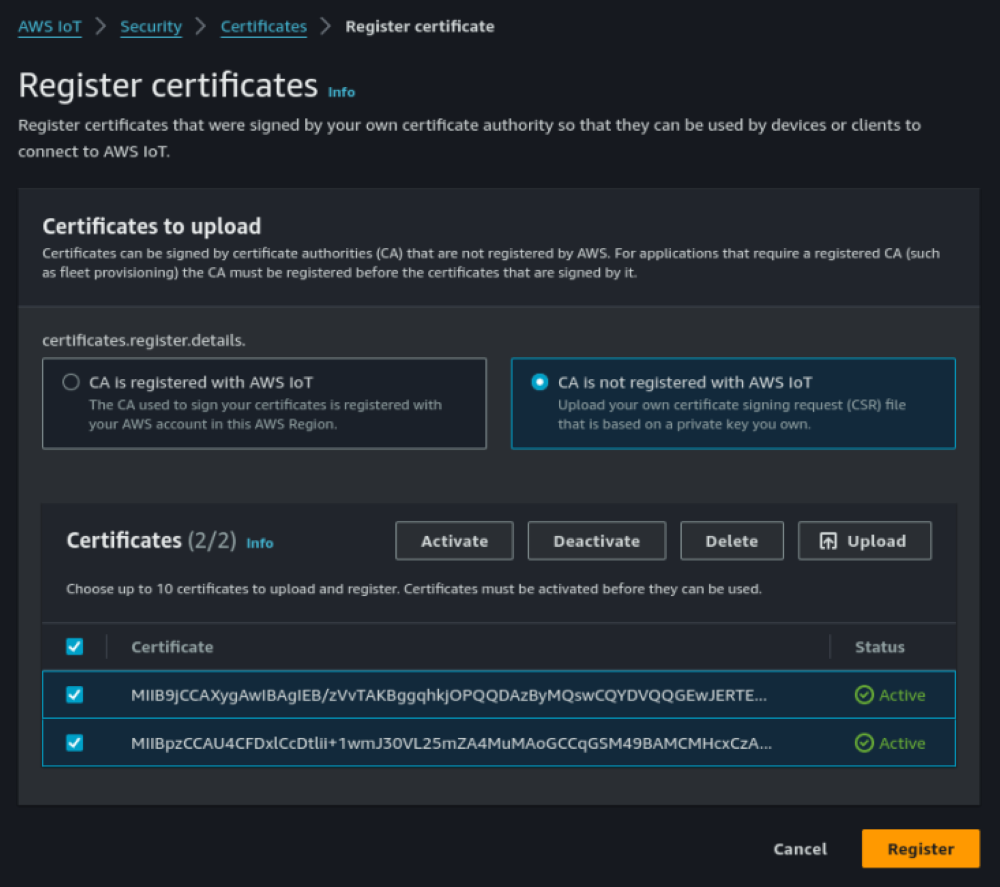 AWS IoT > Security > Certificates > Register certificate
Register certificates Info
Register certificates that were signed by your own certificate authority so that they can be used by devices or clients to
connect to AWS IoT.
Certificates to upload
Certificates can be signed by certificate authorities (CA) that are not registered by AWS. For applications that require a registered CA (such
as fleet provisioning) the CA must be registered before the certificates that are signed by it.
certificates.register.details.
CA is registered with AWS IoT
The CA used to sign your certificates is registered with
your AWS account in this AWS Region.
CA is not registered with AWS IoT
Upload your own certificate signing request (CSR) file
that is based on a private key you own.
Certificates (2/2) Info
Activate
Deactivate
Delete
Upload
Choose up to 10 certificates to upload and register. Certificates must be activated before they can be used.
Certificate Status
MIIB9jCCAXygAwIBAgIEB/zVvTAKBggqhkjOPQQDAzByMQswCQYDVQQGEwJERTE... Active
MIIBpzCCAU4CFDxlCcDtlii+1wmJ30VL25mZA4MuMAoGCCqGSM49BAMCMHcxCzA... Active
Cancel
Register